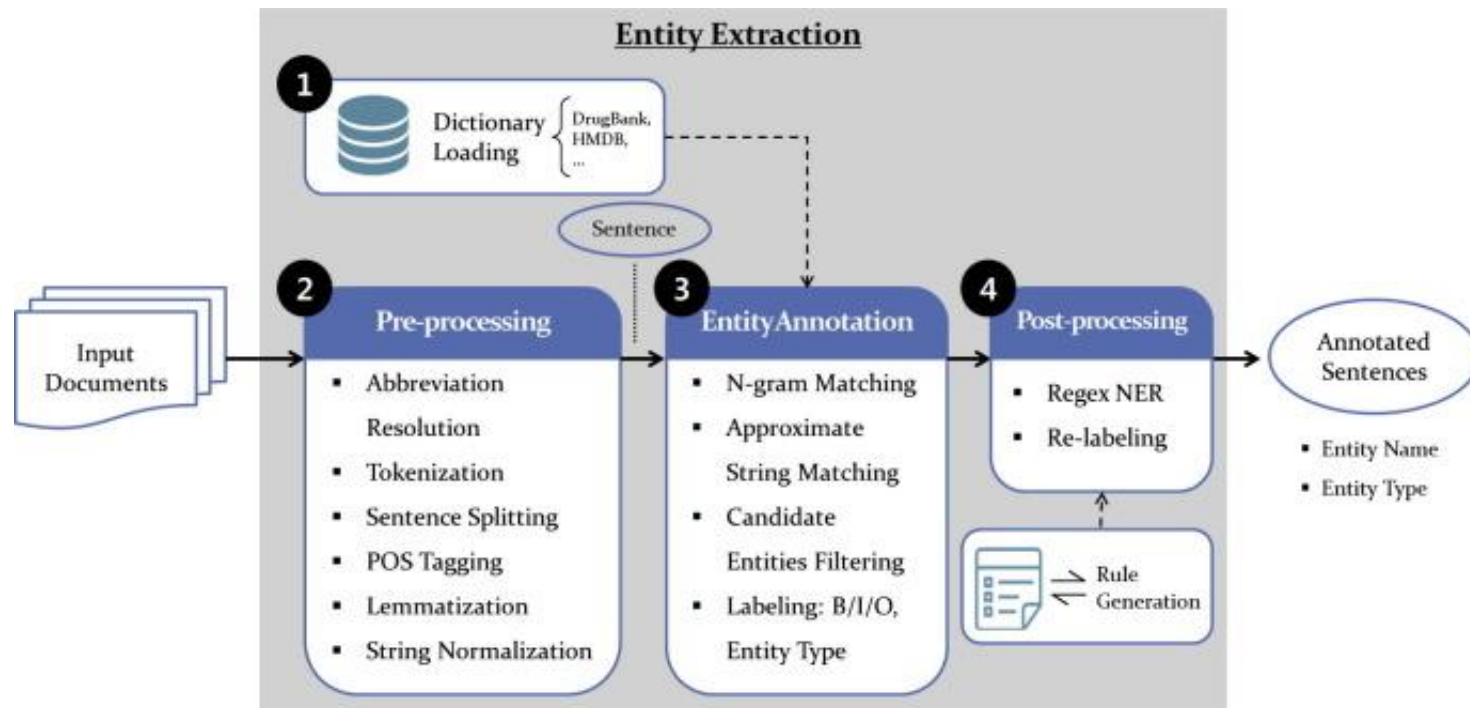 Entity Extraction
1
Dictionary
Loading
DrugBank,
HMDB,
...
Sentence
Input
Documents
2
Pre-processing
▪ Abbreviation
Resolution
▪ Tokenization
▪ Sentence Splitting
▪ POS Tagging
▪ Lemmatization
▪ String Normalization
3
EntityAnnotation
▪ N-gram Matching
▪ Approximate
String Matching
▪ Candidate
Entities Filtering
▪ Labeling: B/I/O,
Entity Type
4
Post-processing
▪ Regex NER
▪ Re-labeling
Rule
Generation
Annotated
Sentences
▪ Entity Name
▪ Entity Type